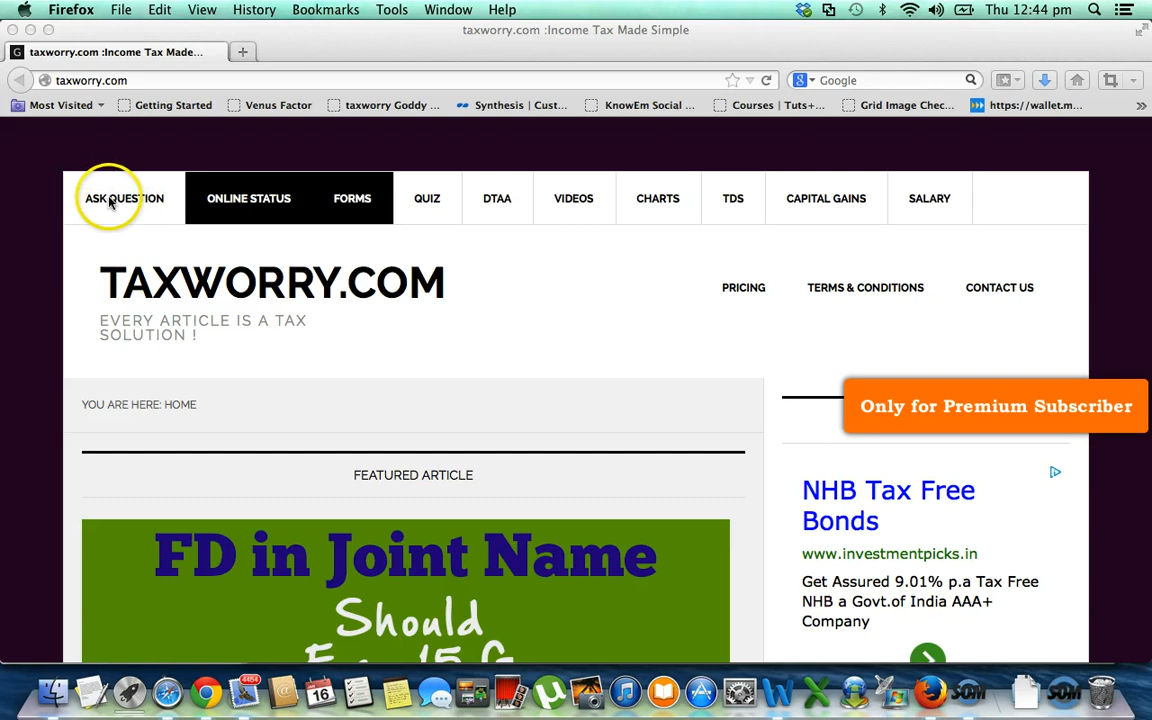 Firefox File Edit View History Bookmarks Tools Window Help Thu 12:44 pm
taxworry.com :Income Tax Made Simple
taxworry.com :Income Tax Made...
taxworry.com
Google
Most Visited Getting Started Venus Factor taxworry Goddy ... Synthesis | Cust... KnowEm Social ... Courses | Tuts+... Grid Image Chec... https://wallet.m...
ASK QUESTION ONLINE STATUS FORMS QUIZ DTAA VIDEOS CHARTS TDS CAPITAL GAINS SALARY
TAXWORRY.COM
EVERY ARTICLE IS A TAX
SOLUTION !
PRICING TERMS & CONDITIONS CONTACT US
YOU ARE HERE: HOME
Only for Premium Subscriber
FEATURED ARTICLE
FD in Joint Name
Should
NHB Tax Free
Bonds
www.investmentpicks.in
Get Assured 9.01% p.a Tax Free
NHB a Govt.of India AAA+
Company